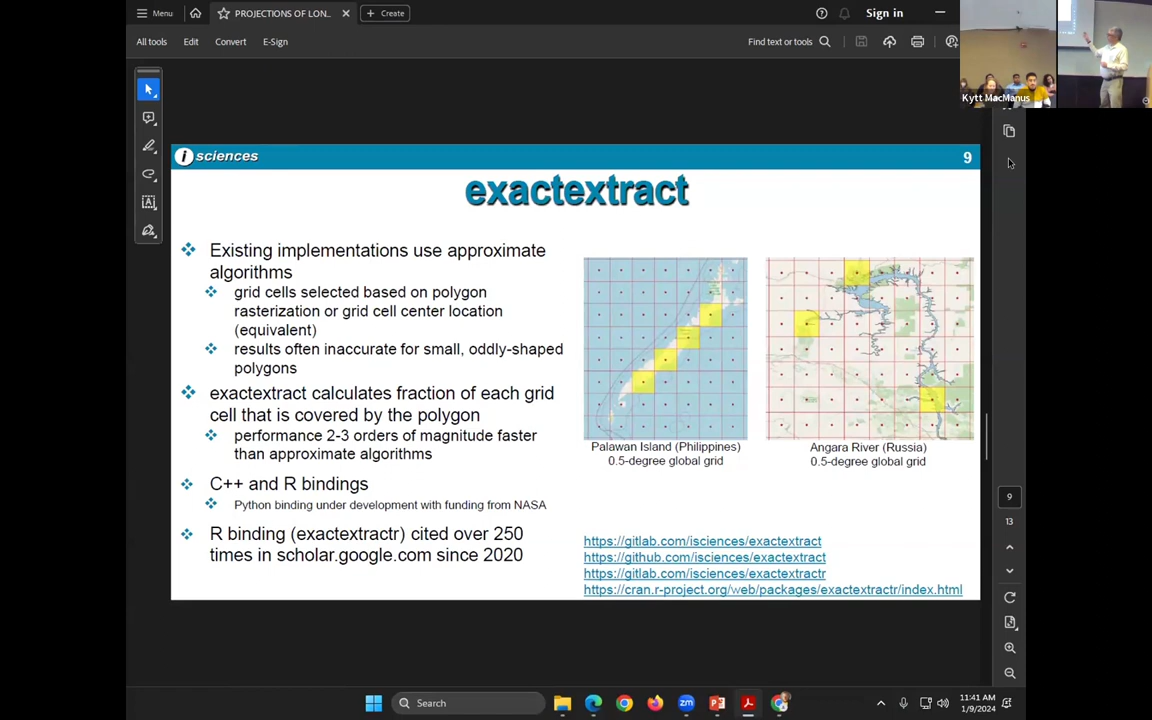 Menu
PROJECTIONS OF LON...
Create
Sign in
All tools
Edit
Convert
E-Sign
Find text or tools
Kytt MacManus
i sciences
9
exactextract
Existing implementations use approximate
algorithms
grid cells selected based on polygon
rasterization or grid cell center location
(equivalent)
results often inaccurate for small, oddly-shaped
polygons
exactextract calculates fraction of each grid
cell that is covered by the polygon
performance 2-3 orders of magnitude faster
than approximate algorithms
C++ and R bindings
Python binding under development with funding from NASA
R binding (exactextractr) cited over 250
times in scholar.google.com since 2020
Palawan Island (Philippines)
0.5-degree global grid
Angara River (Russia)
0.5-degree global grid
https://gitlab.com/isciences/exactextract
https://github.com/isciences/exactextract
https://gitlab.com/isciences/exactextractr
https://cran.r-project.org/web/packages/exactextractr/index.html
9
13
Search
11:41 AM
1/9/2024